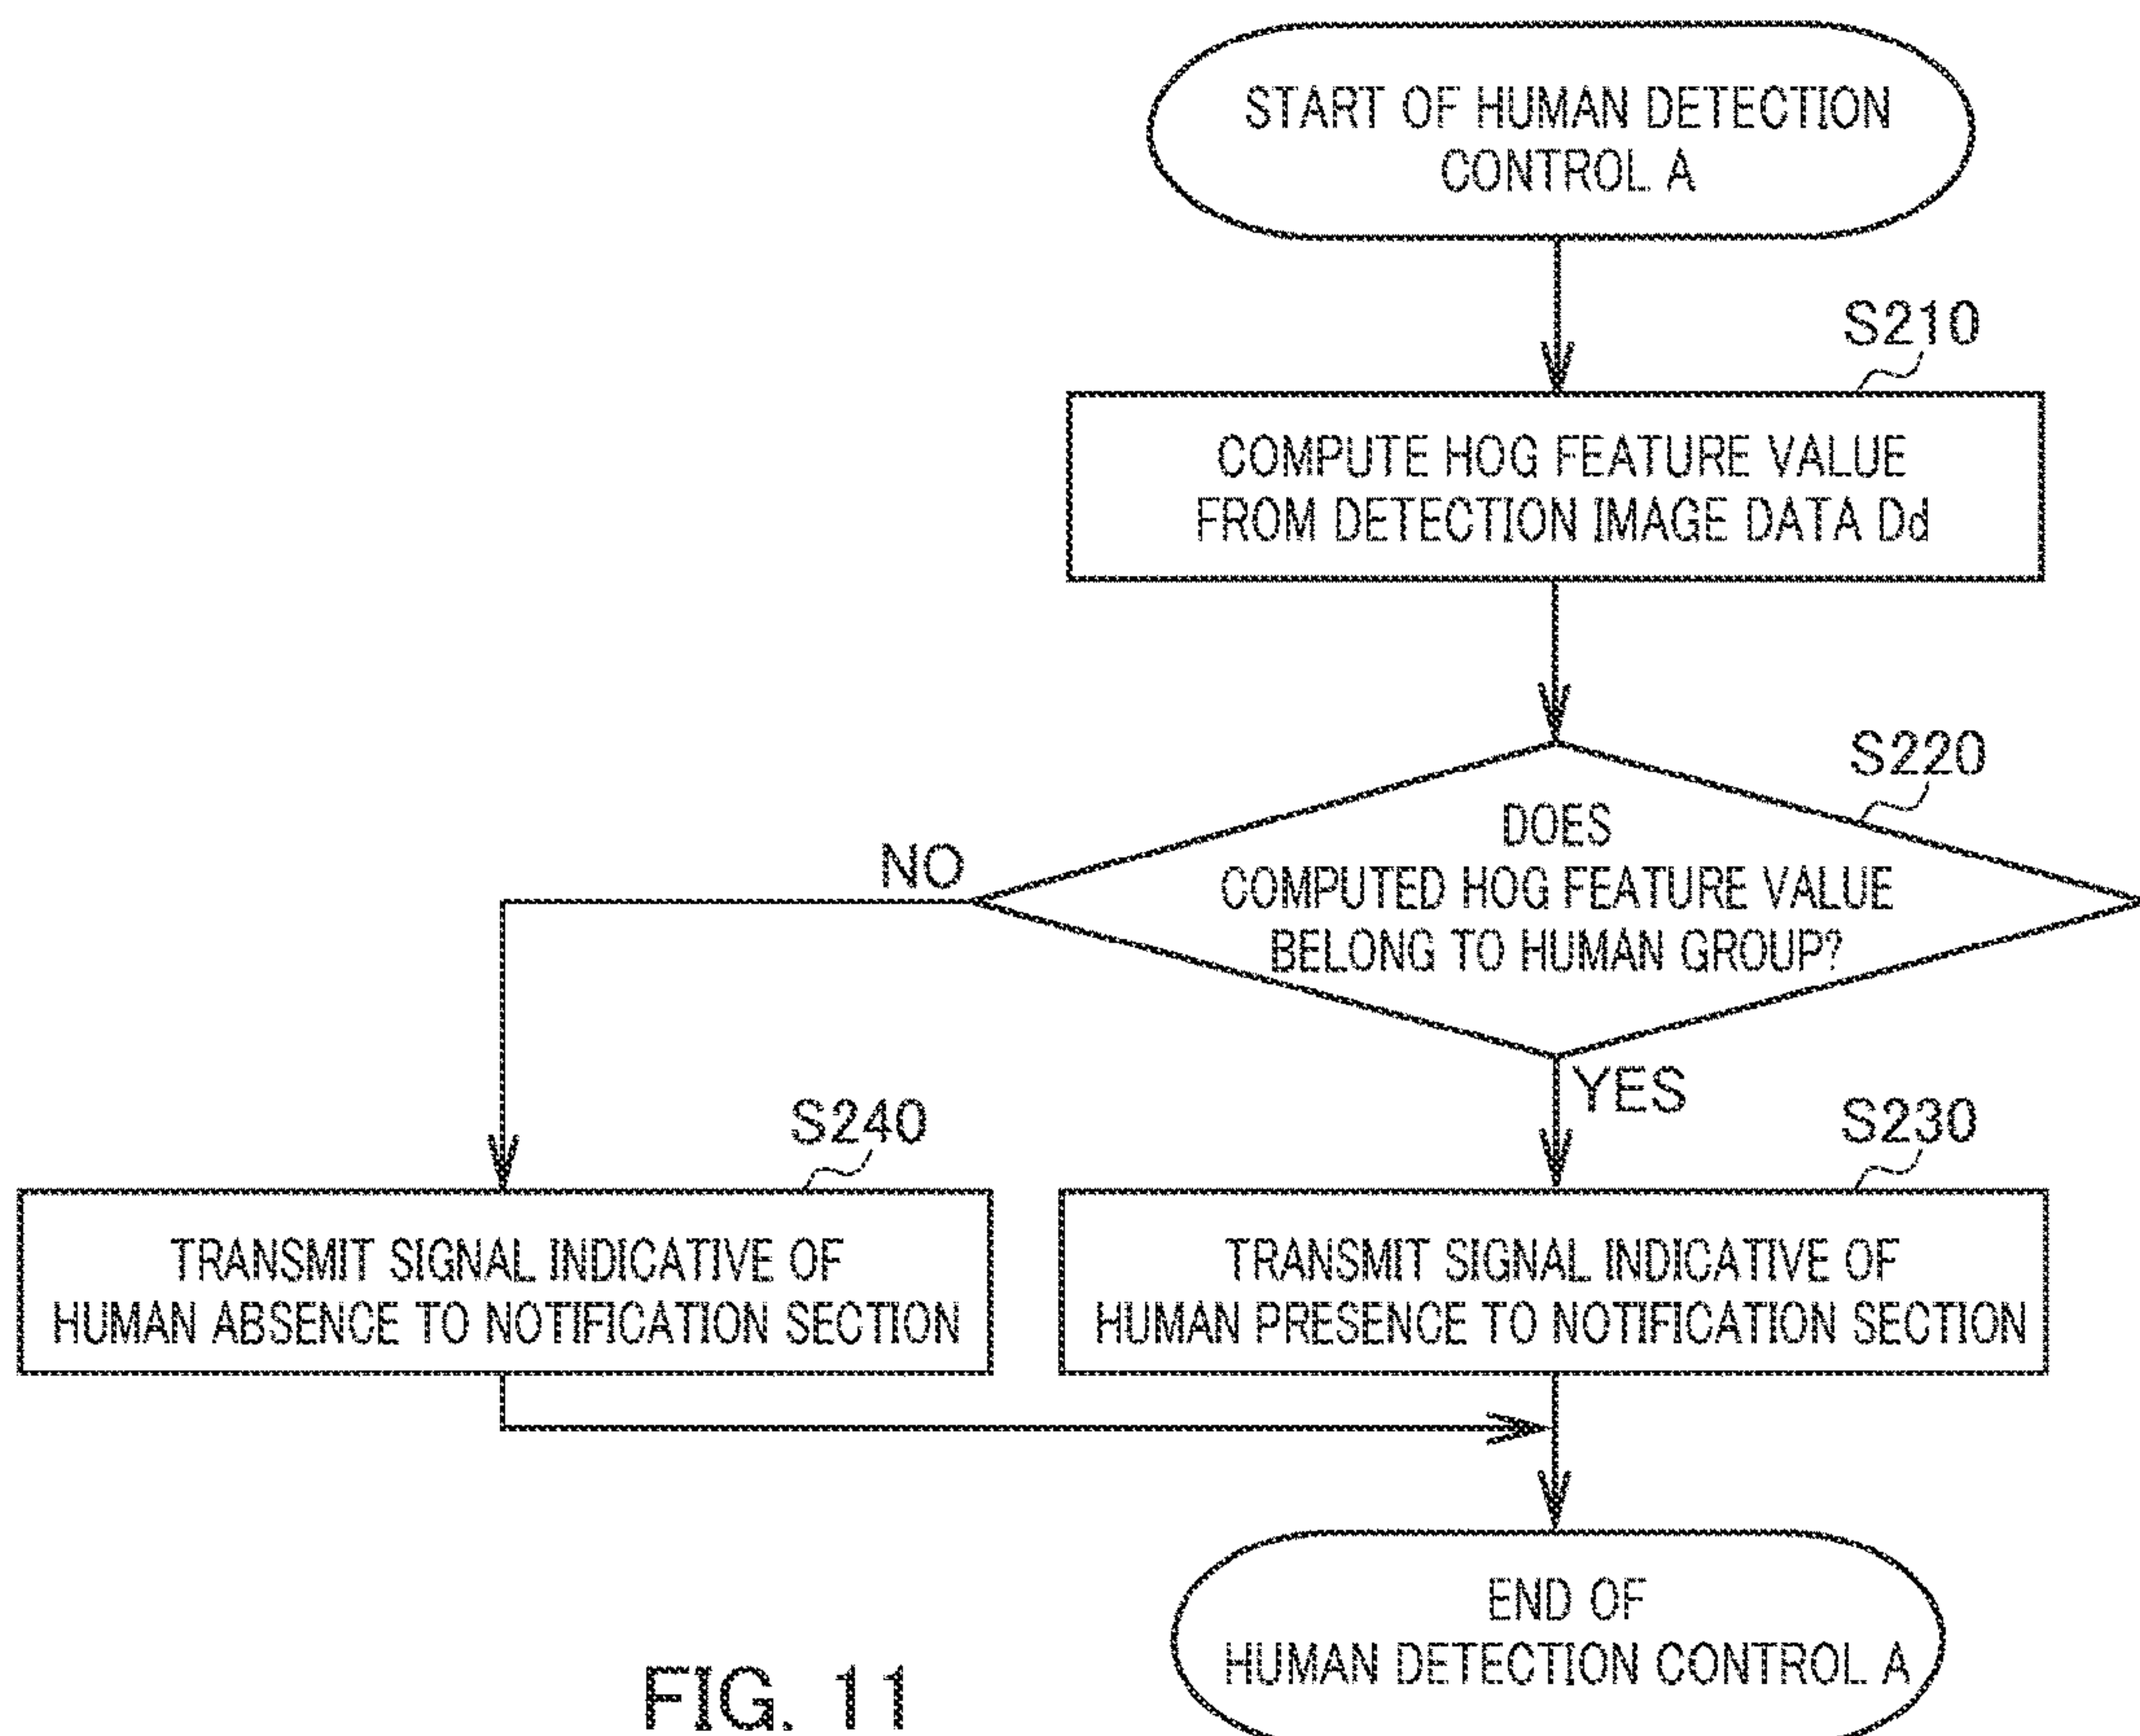 START OF HUMAN DETECTION
CONTROL A
S210
COMPUTE HOG FEATURE VALUE
FROM DETECTION IMAGE DATA Dd
S220
DOES
COMPUTED HOG FEATURE VALUE
BELONG TO HUMAN GROUP?
NO
YES
S240
TRANSMIT SIGNAL INDICATIVE OF
HUMAN ABSENCE TO NOTIFICATION SECTION
S230
TRANSMIT SIGNAL INDICATIVE OF
HUMAN PRESENCE TO NOTIFICATION SECTION
END OF
HUMAN DETECTION CONTROL A
FIG. 11